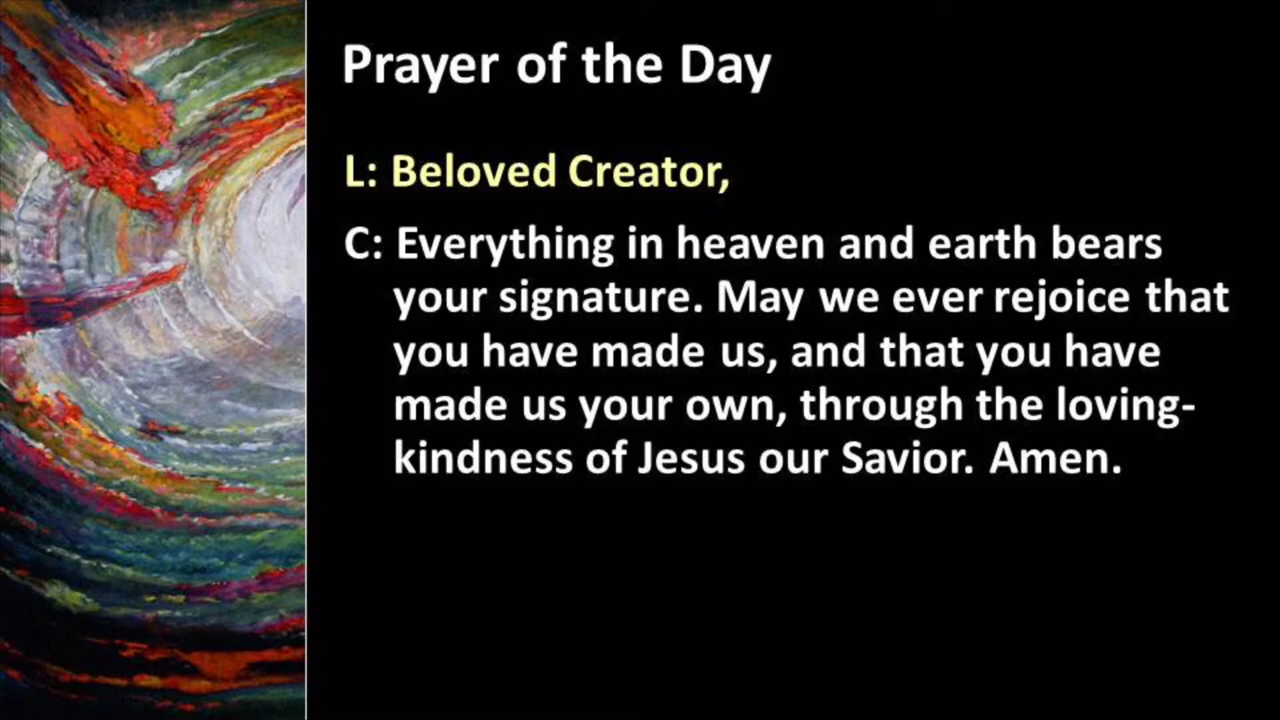 Prayer of the Day
L: Beloved Creator,
C: Everything in heaven and earth bears
your signature. May we ever rejoice that
you have made us, and that you have
made us your own, through the loving-
kindness of Jesus our Savior. Amen.